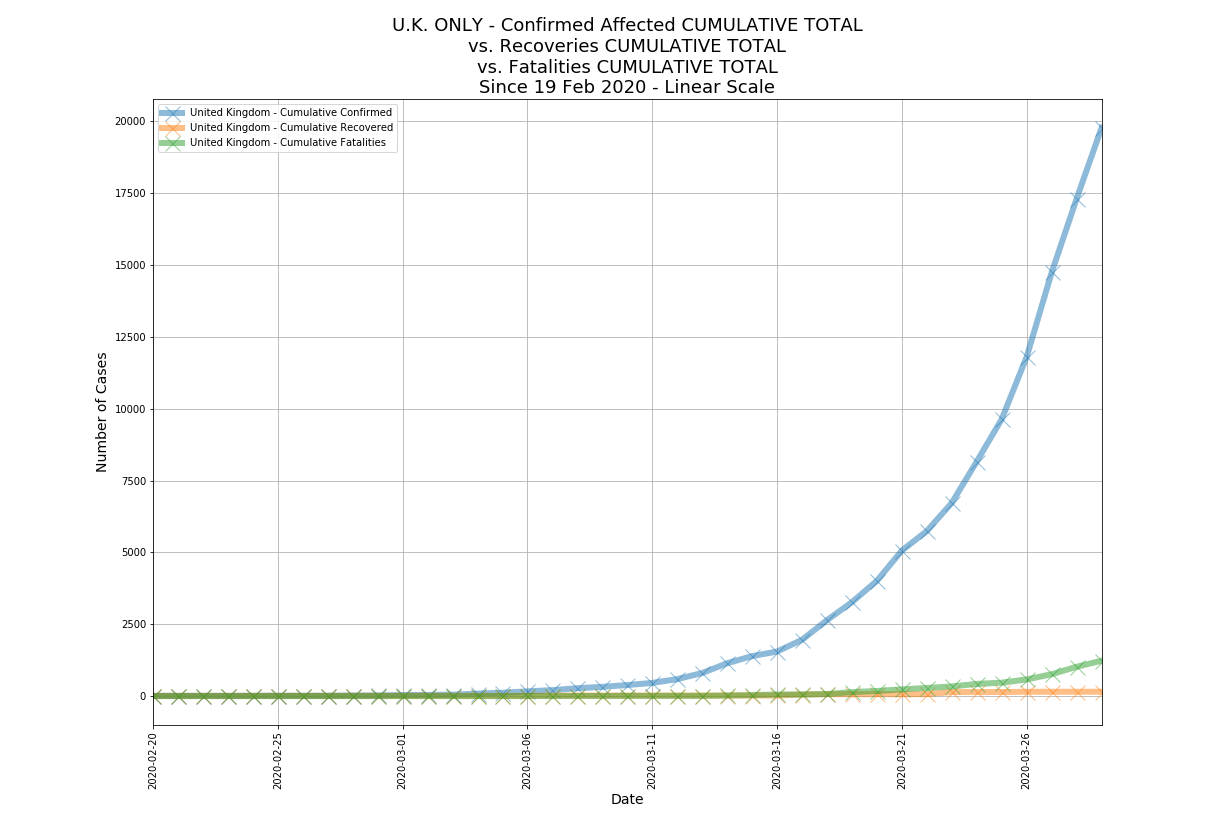 U.K. ONLY - Confirmed Affected CUMULATIVE TOTAL
vs. Recoveries CUMULATIVE TOTAL
vs. Fatalities CUMULATIVE TOTAL
Since 19 Feb 2020 - Linear Scale
United Kingdom - Cumulative Confirmed
United Kingdom - Cumulative Recovered
United Kingdom - Cumulative Fatalities
Number of Cases
20000
17500
15000
12500
10000
7500
5000
2500
0
2020-02-20
2020-02-25
2020-03-01
2020-03-06
2020-03-11
2020-03-16
2020-03-21
2020-03-26
Date